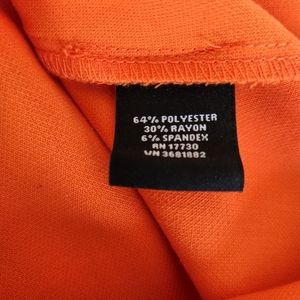 64% POLYESTER
30% RAYON
6% SPANDEX
RN 17730
VN 3681882